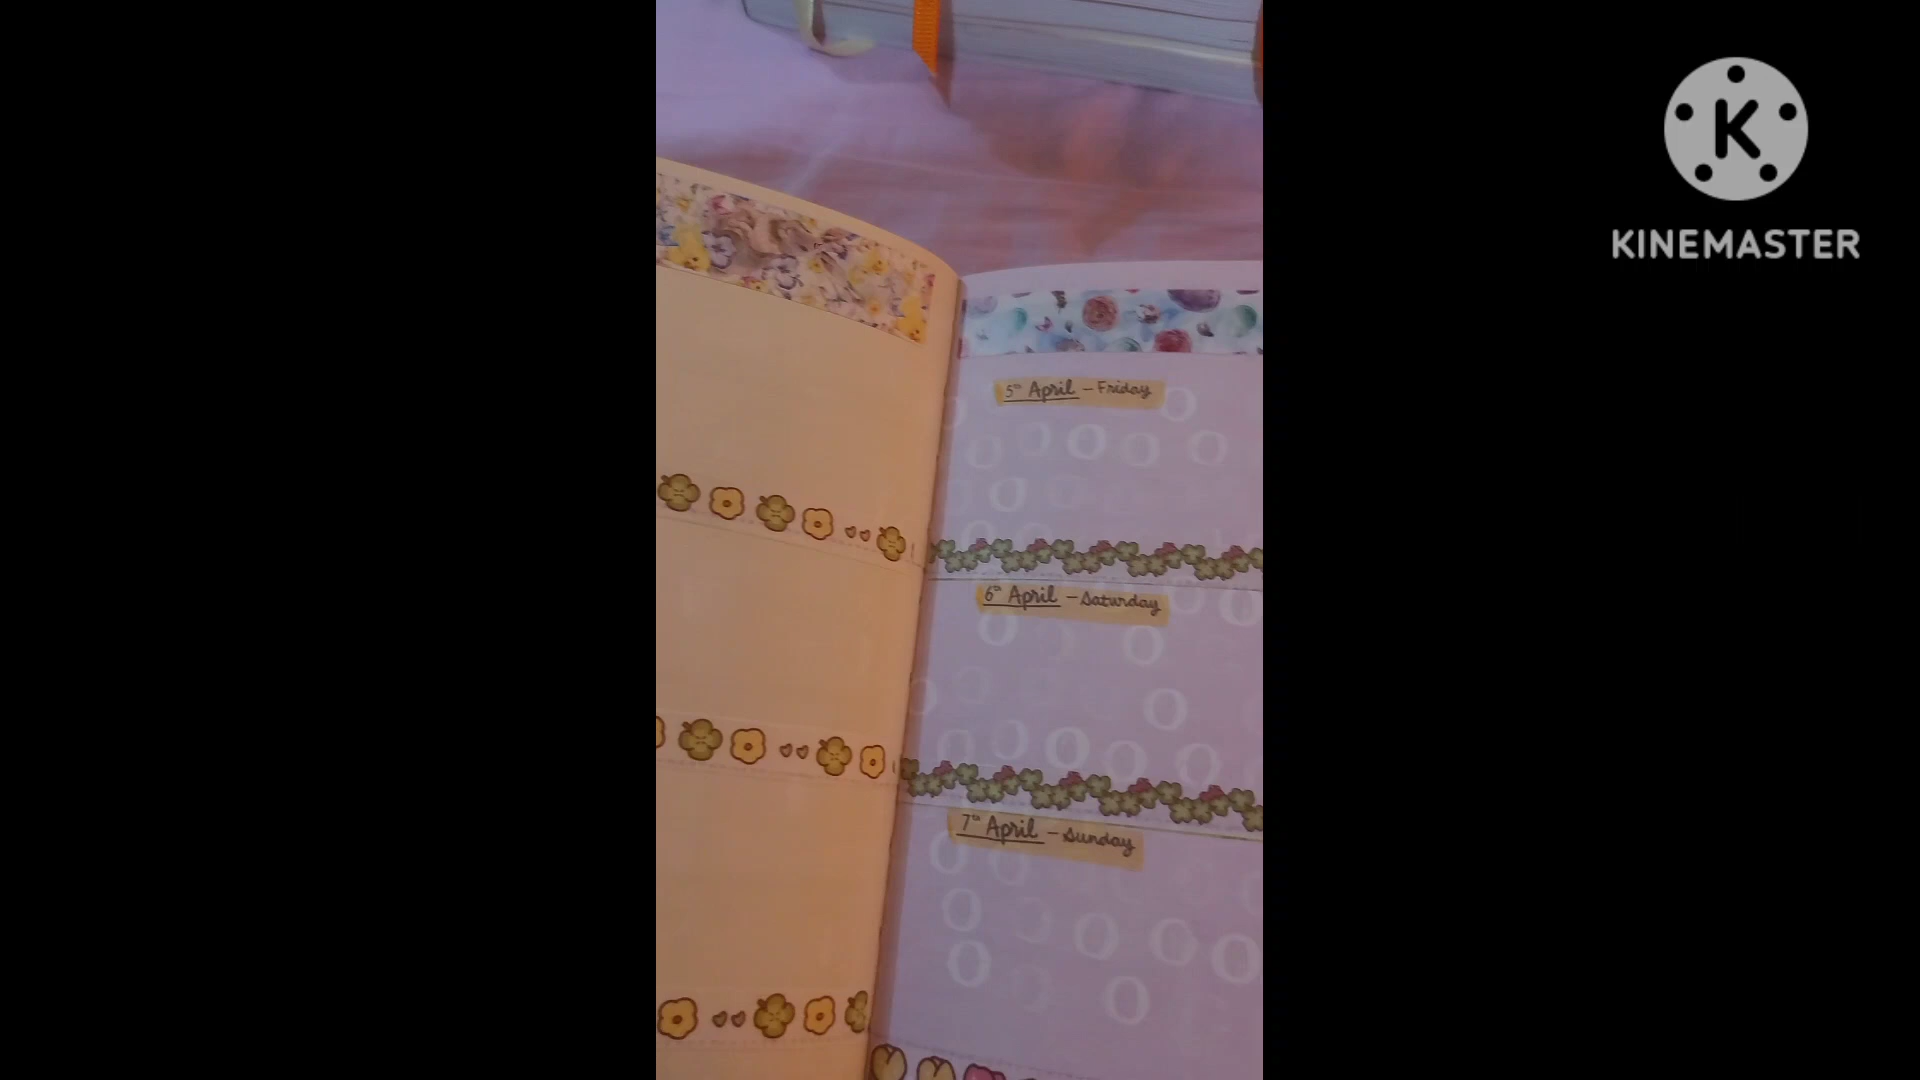 KINEMASTER
5th April - Friday
6th April - Saturday
7th April - Sunday